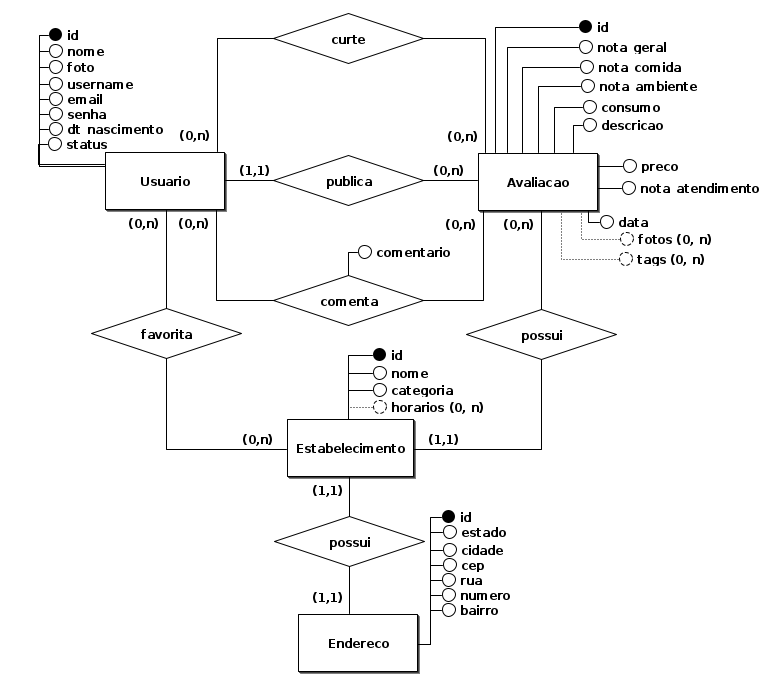 curte
id
nome
foto
username
email
senha
dt nascimento
status
id
nota geral
nota comida
nota ambiente
consumo
descricao
(0,n)
(0,n)
Usuario
(1,1)
publica
(0,n)
Avaliacao
preco
nota atendimento
(0,n)
(0,n)
(0,n)
(0,n)
data
fotos (0, n)
tags (0, n)
comentario
comenta
favorita
possui
id
nome
categoria
horarios (0, n)
(0,n)
Estabelecimento
(1,1)
(1,1)
possui
id
estado
cidade
cep
rua
numero
bairro
(1,1)
Endereco